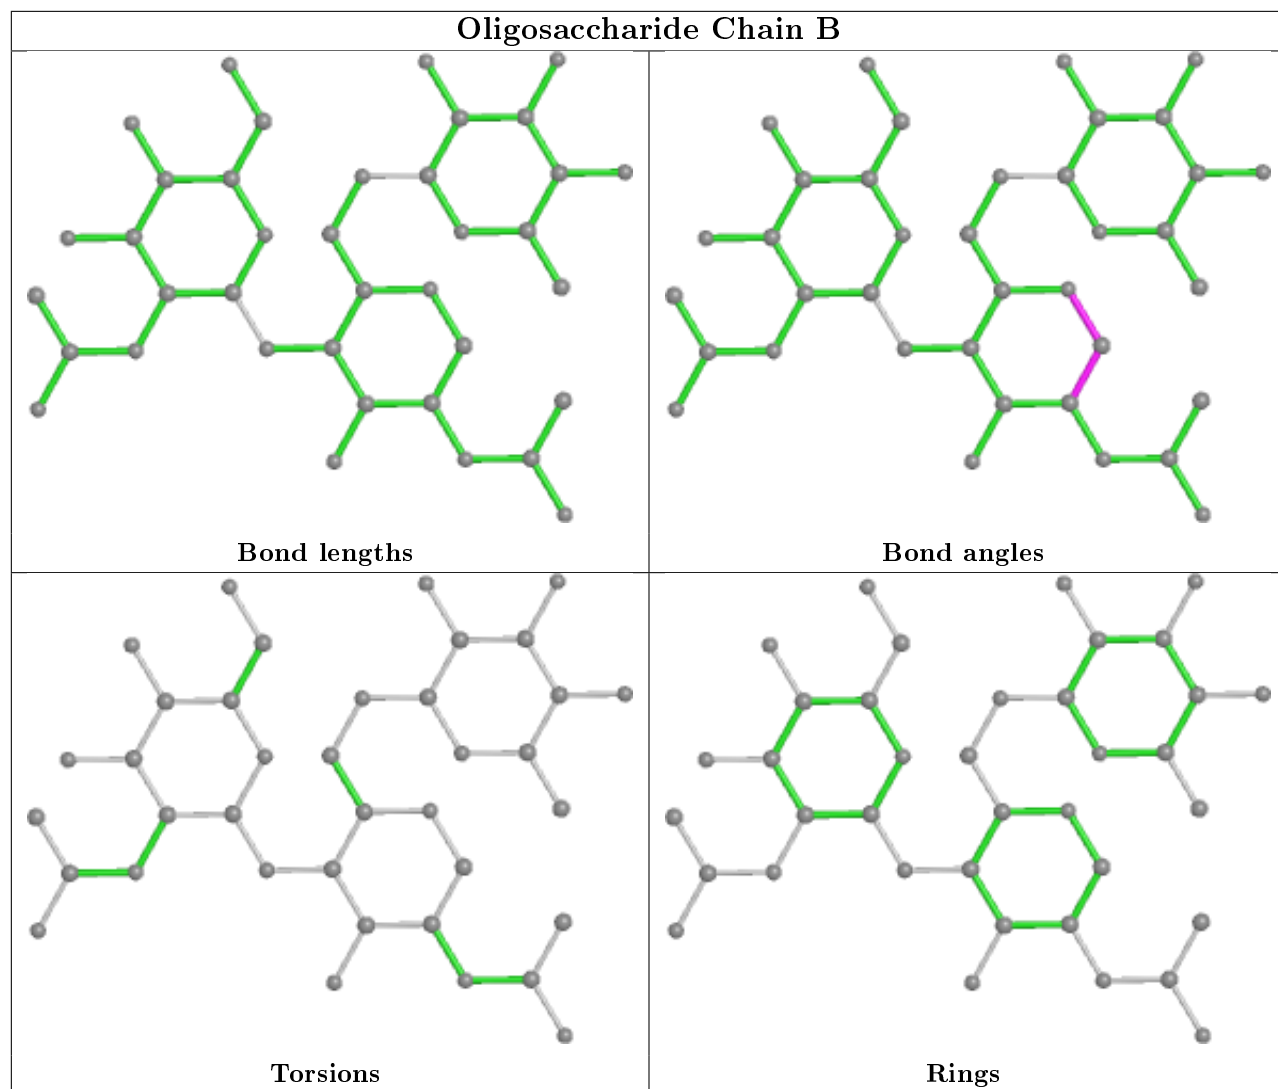 Oligosaccharide Chain B
Bond lengths
Bond angles
Torsions
Rings